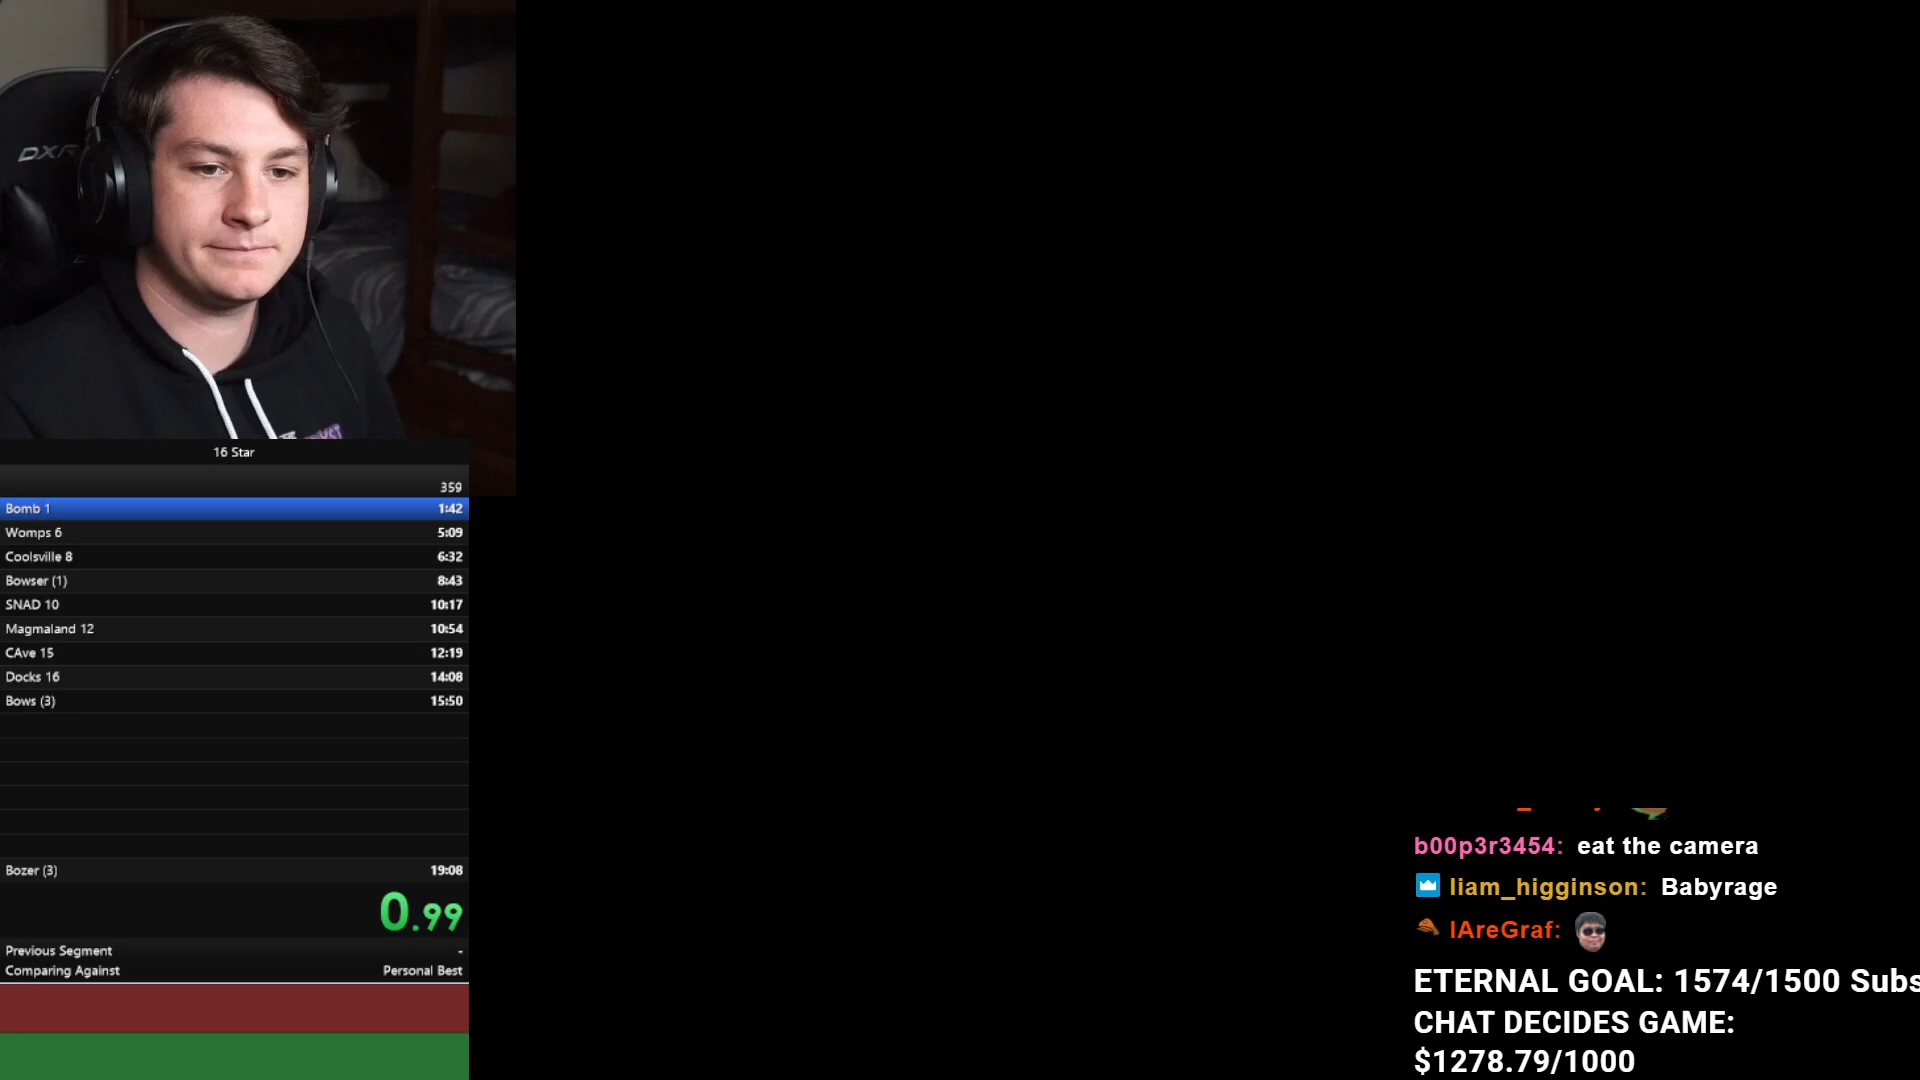 DXR
16 Star
359
Bomb 1 1:42
Womps 6 5:09
Coolsville 8 6:32
Bowser (1) 8:43
SNAD 10 10:17
Magmaland 12 10:54
CAve 15 12:19
Docks 16 14:08
Bows (3) 15:50
Bozer (3) 19:08
0.99
Previous Segment -
Comparing Against Personal Best
b00p3r3454: eat the camera
liam_higginson: Babyrage
lAreGraf:
ETERNAL GOAL: 1574/1500 Subs
CHAT DECIDES GAME:
$1278.79/1000